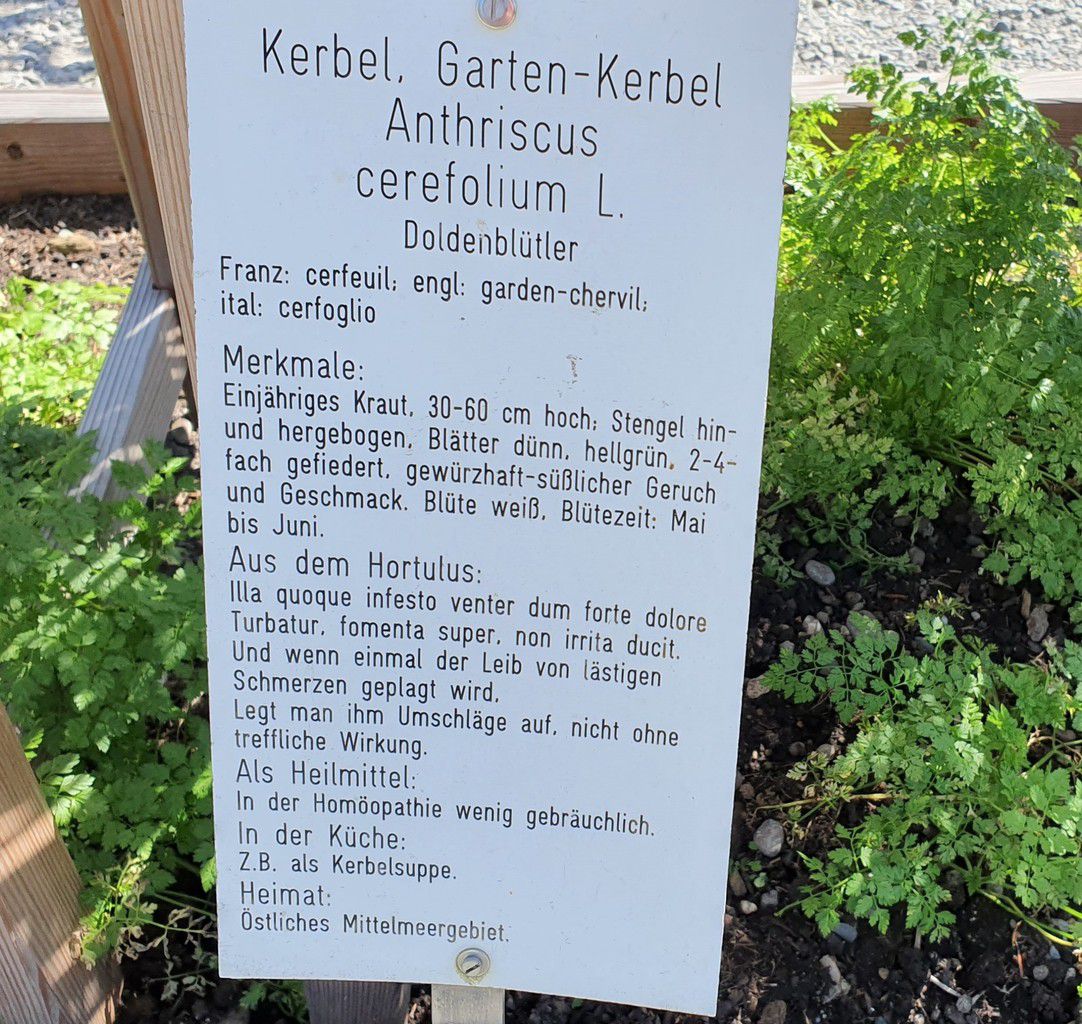 Kerbel, Garten-Kerbel
Anthriscus
cerefolium L.
Doldenblütler
Franz: cerfeuil; engl: garden-chervil;
ital: cerfoglio
Merkmale:
Einjähriges Kraut, 30-60 cm hoch; Stengel hin-
und hergebogen, Blätter dünn, hellgrün, 2-4-
fach gefiedert, gewürzhaft-süßlicher Geruch
und Geschmack. Blüte weiß, Blütezeit: Mai
bis Juni.
Aus dem Hortulus:
Illa quoque infesto venter dum forte dolore
Turbatur, fomenta super, non irrita ducit.
Und wenn einmal der Leib von lästigen
Schmerzen geplagt wird,
Legt man ihm Umschläge auf, nicht ohne
treffliche Wirkung.
Als Heilmittel:
In der Homöopathie wenig gebräuchlich.
In der Küche:
Z.B. als Kerbelsuppe.
Heimat:
Östliches Mittelmeergebiet.